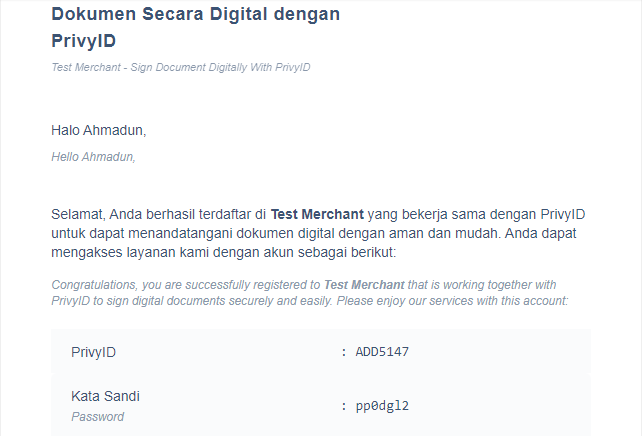 Dokumen Secara Digital dengan
PrivyID
Test Merchant - Sign Document Digitally With PrivyID
Halo Ahmadun,
Hello Ahmadun,
Selamat, Anda berhasil terdaftar di Test Merchant yang bekerja sama dengan PrivyID
untuk dapat menandatangani dokumen digital dengan aman dan mudah. Anda dapat
mengakses layanan kami dengan akun sebagai berikut:
Congratulations, you are successfully registered to Test Merchant that is working together with
PrivyID to sign digital documents securely and easily. Please enjoy our services with this account:
PrivyID : ADD5147
Kata Sandi
Password : pp0dgl2